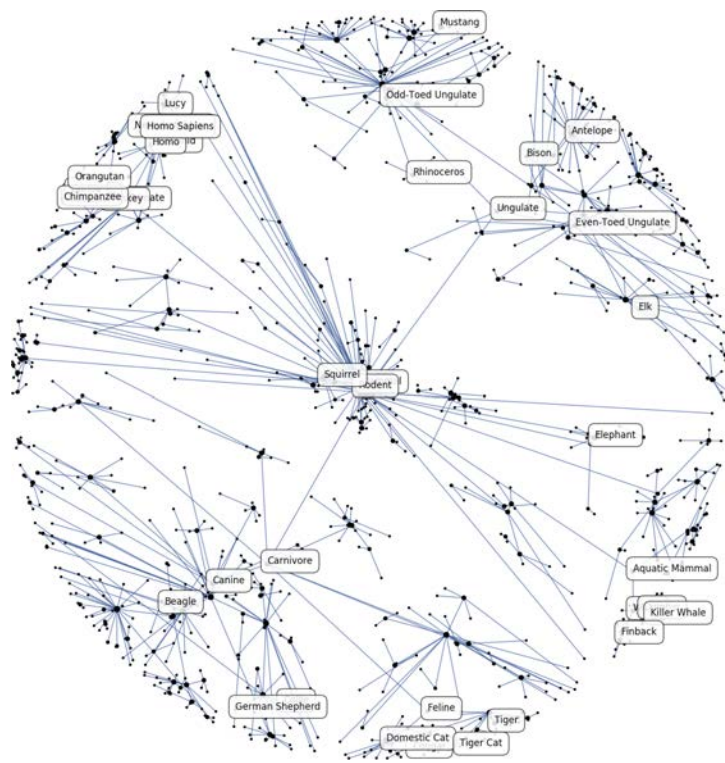 Mustang
Odd-Toed Ungulate
Lucy
Homo Sapiens
Homo
Antelope
Bison
Rhinoceros
Orangutan
Chimpanzee
Ungulate
Even-Toed Ungulate
Elk
Squirrel
Rodent
Elephant
Carnivore
Aquatic Mammal
Canine
Beagle
Killer Whale
Finback
German Shepherd
Feline
Tiger
Domestic Cat
Tiger Cat